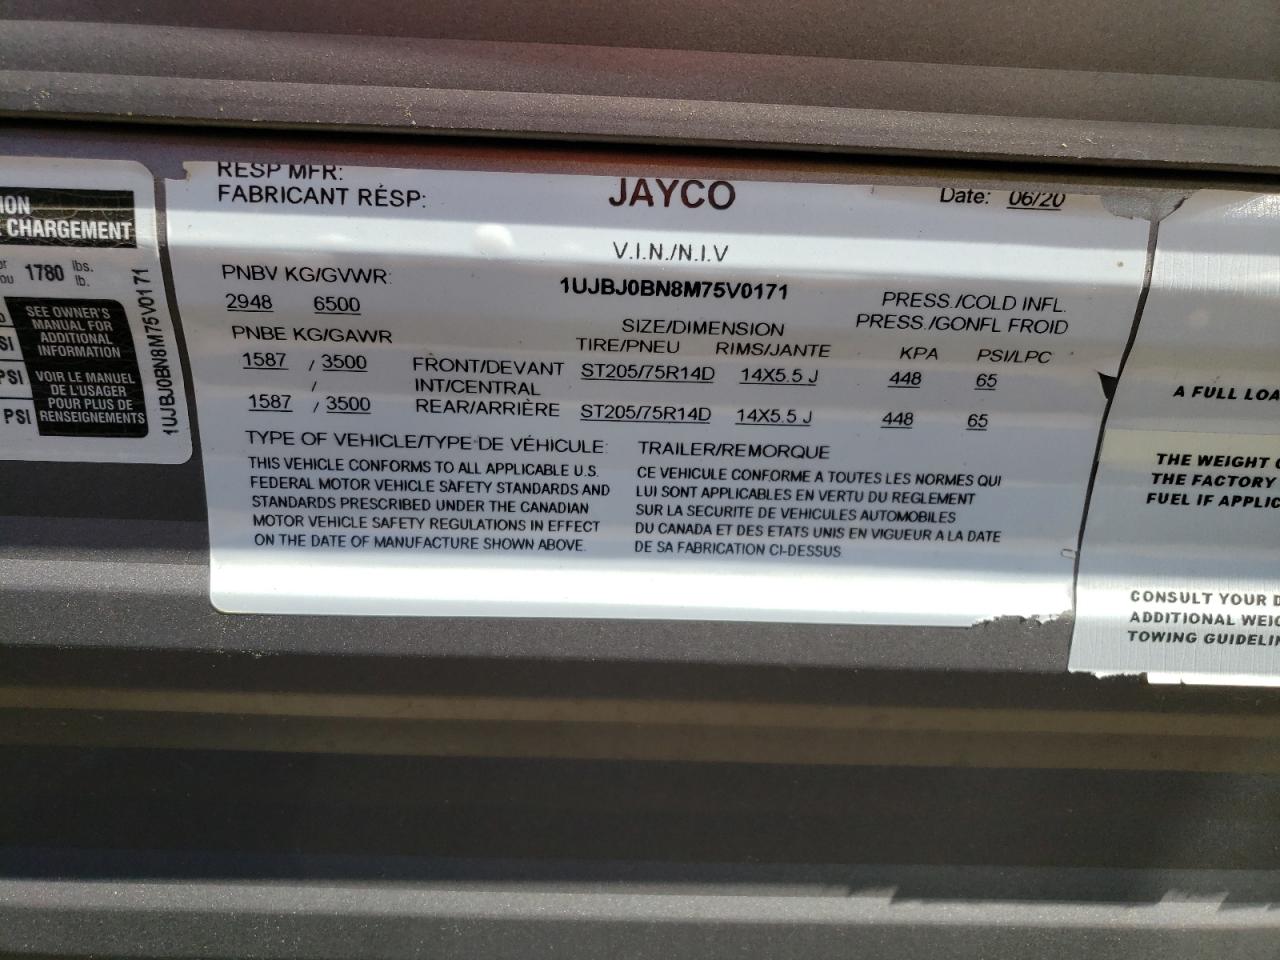 ION
CHARGEMENT
1780 lbs.
lb.
SEE OWNER'S
MANUAL FOR
ADDITIONAL
INFORMATION
PSI
VOIR LE MANUEL
DE L'USAGER
POUR PLUS DE
RENSEIGNEMENTS
PSI
1UJBJ0BN8M75V0171
RESP MFR:
FABRICANT RÉSP:
JAYCO
Date: 06/20
V.I.N./N.I.V
PNBV KG/GVWR:
1UJBJ0BN8M75V0171
2948 6500
PRESS./COLD INFL.
PRESS./GONFL FROID
SIZE/DIMENSION
PNBE KG/GAWR
TIRE/PNEU RIMS/JANTE KPA PSI/LPC
1587 / 3500 FRONT/DEVANT ST205/75R14D 14X5.5 J 448 65
/ INT/CENTRAL
1587 / 3500 REAR/ARRIÈRE ST205/75R14D 14X5.5 J 448 65
TYPE OF VEHICLE/TYPE DE VÉHICULE: TRAILER/REMORQUE
THIS VEHICLE CONFORMS TO ALL APPLICABLE U.S.
FEDERAL MOTOR VEHICLE SAFETY STANDARDS AND
STANDARDS PRESCRIBED UNDER THE CANADIAN
MOTOR VEHICLE SAFETY REGULATIONS IN EFFECT
ON THE DATE OF MANUFACTURE SHOWN ABOVE.
CE VEHICULE CONFORME A TOUTES LES NORMES QUI
LUI SONT APPLICABLES EN VERTU DU REGLEMENT
SUR LA SECURITE DE VEHICULES AUTOMOBILES
DU CANADA ET DES ETATS UNIS EN VIGUEUR A LA DATE
DE SA FABRICATION CI-DESSUS
A FULL LOA
THE WEIGHT
THE FACTORY
FUEL IF APPLIC
CONSULT YOUR
ADDITIONAL WEIG
TOWING GUIDELIN